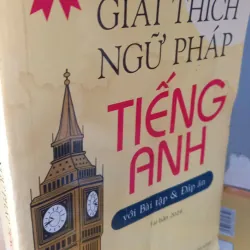 GIẢI THÍCH
NGỮ PHÁP
TIẾNG
ANH
với Bài tập & Đáp án